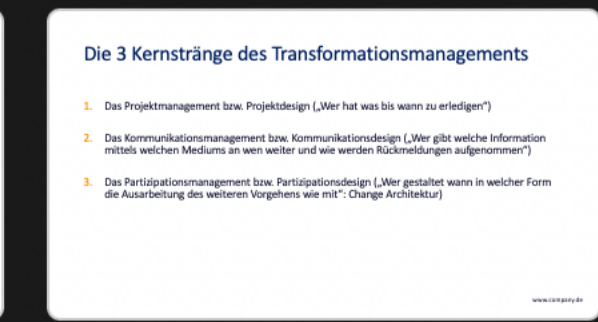 Die 3 Kernstränge des Transformationsmanagements
1. Das Projektmanagement bzw. Projektdesign („Wer hat was bis wann zu erledigen“)
2. Das Kommunikationsmanagement bzw. Kommunikationsdesign („Wer gibt welche Information
mittels welchen Mediums an wen weiter und wie werden Rückmeldungen aufgenommen“)
3. Das Partizipationsmanagement bzw. Partizipationsdesign („Wer gestaltet wann in welcher Form
die Ausarbeitung des weiteren Vorgehens wie mit“: Change Architektur)
www.company.de